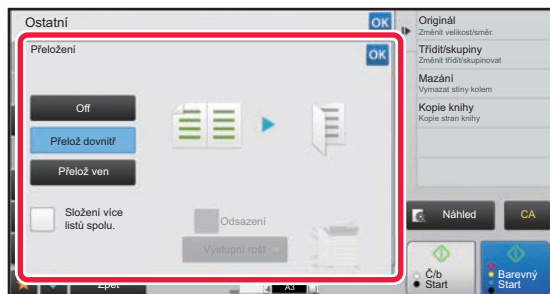 Ostatní
OK
Přeložení
OK
Off
Přelož dovnitř
Přelož ven
Složení více
listů spolu.
Odsazení
Výstupní rošt
Zpět
A3
Originál
Změnit velikost/směr.
Třídit/skupiny
Změnit třídit/skupinovat
Mazání
Vymazat stíny kolem
Kopie knihy
Kopie stran knihy
Náhled
CA
Č/b
Start
Barevný
Start